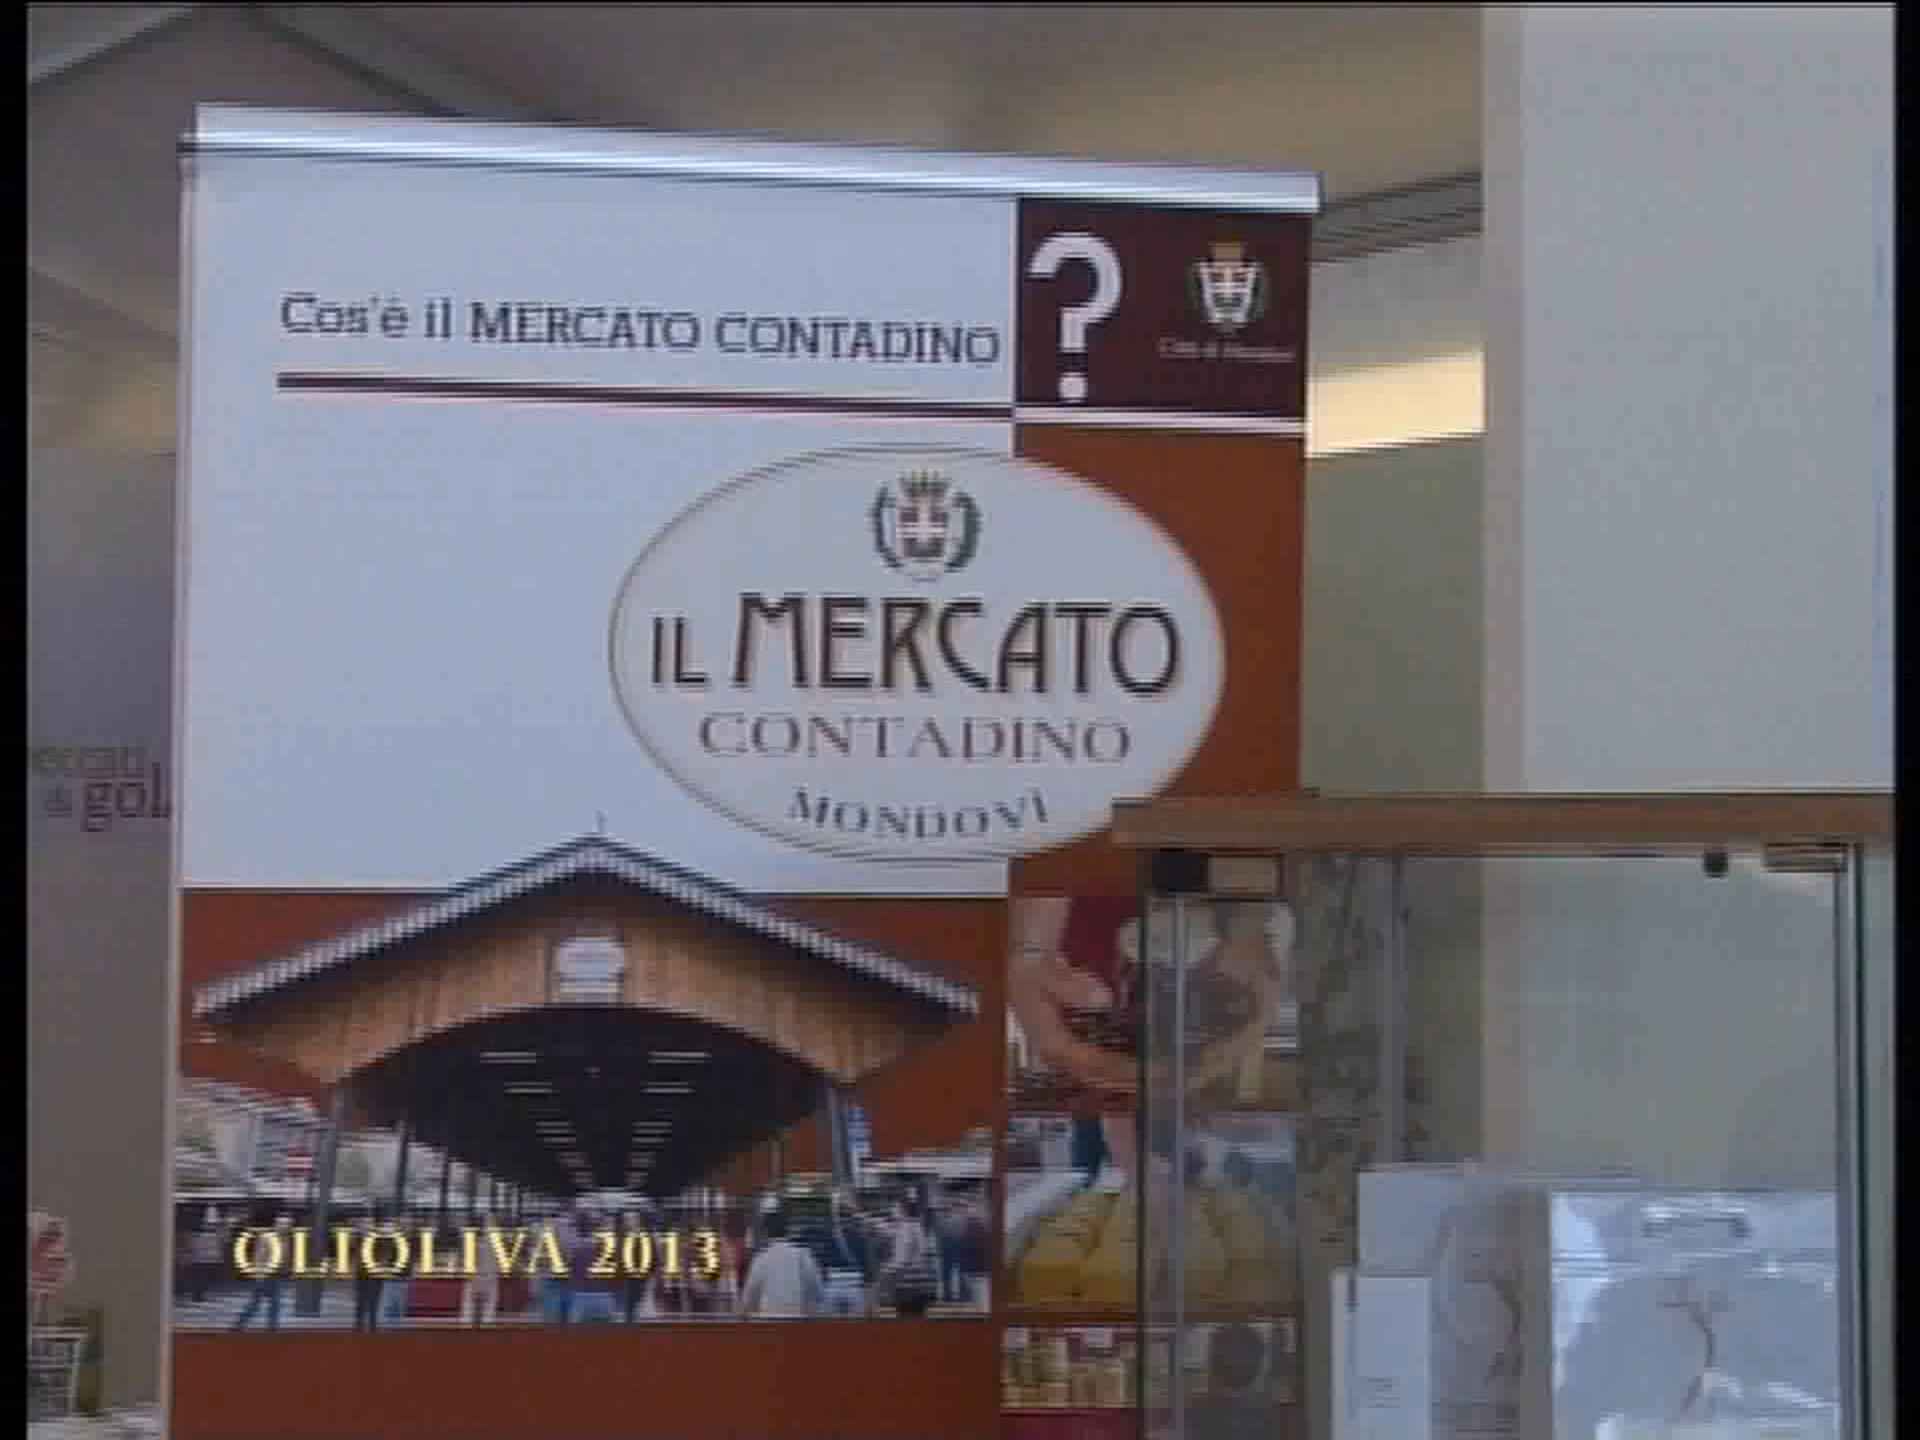 Cos'è il MERCATO CONTADINO ?
IL MERCATO
CONTADINO
MONDOVÌ
OLIOLIVA 2013